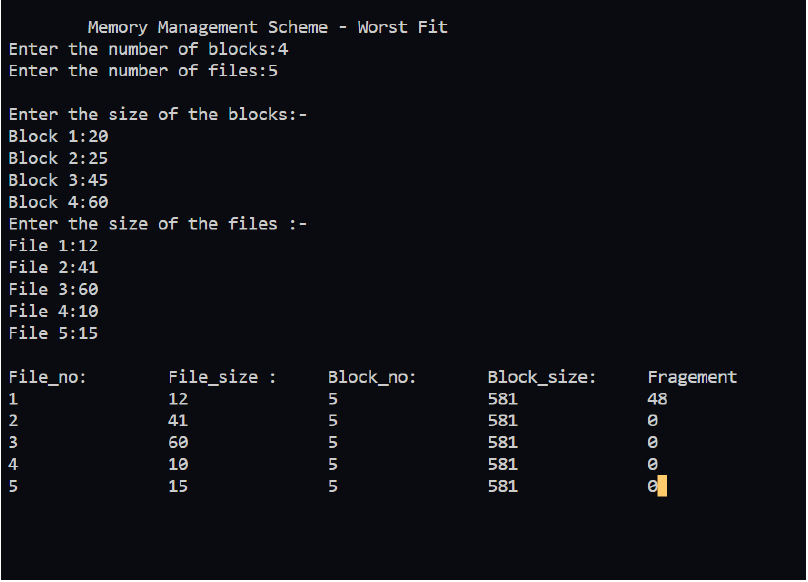 Memory Management Scheme - Worst Fit
Enter the number of blocks:4
Enter the number of files:5
Enter the size of the blocks:-
Block 1:20
Block 2:25
Block 3:45
Block 4:60
Enter the size of the files :-
File 1:12
File 2:41
File 3:60
File 4:10
File 5:15
File_no: File_size : Block_no: Block_size: Fragement
1 12 5 581 48
2 41 5 581 0
3 60 5 581 0
4 10 5 581 0
5 15 5 581 0